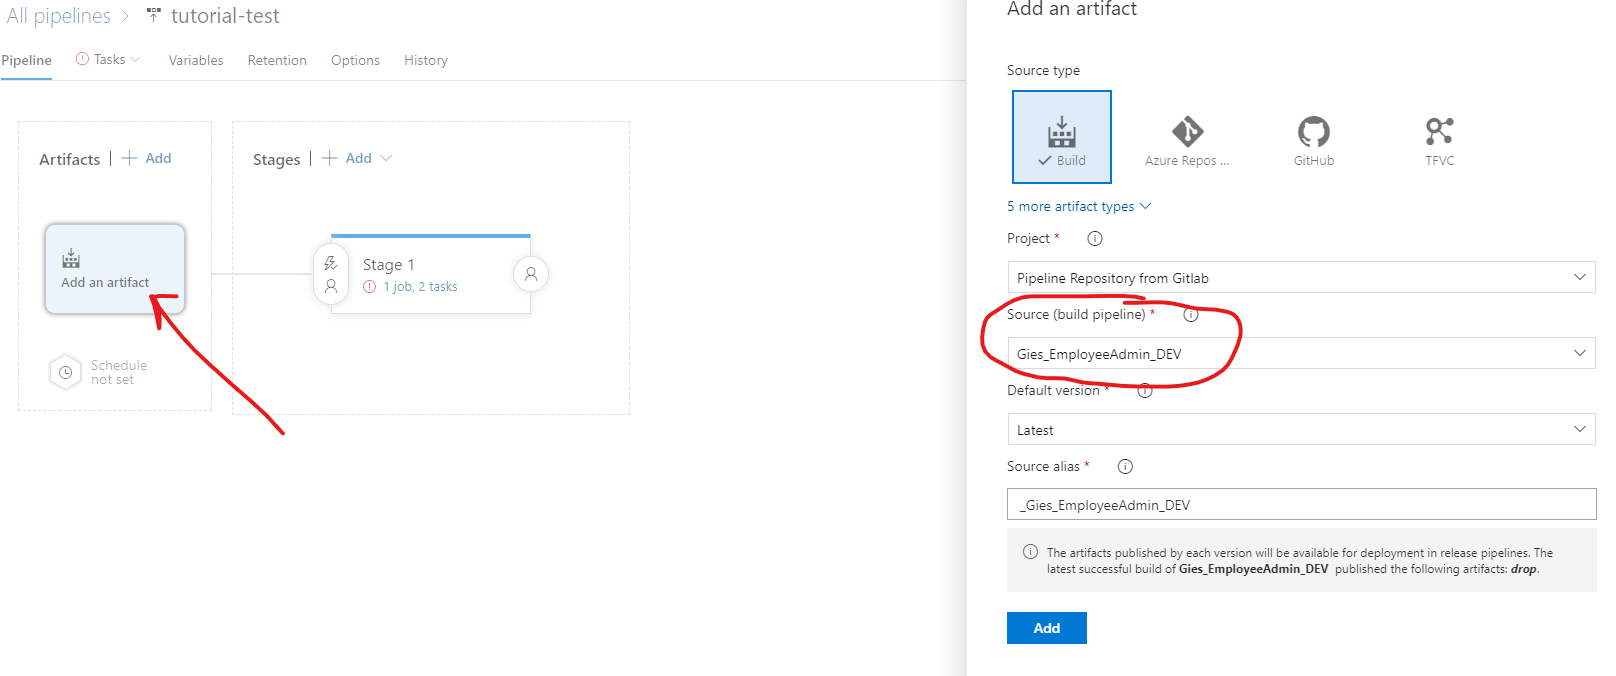 All pipelines > tutorial-test
Pipeline Tasks Variables Retention Options History
Artifacts | + Add
Stages | + Add
Add an artifact
Schedule
not set
Stage 1
1 job, 2 tasks
Add an artifact
Source type
Build
Azure Repos ...
GitHub
TFVC
5 more artifact types
Project *
Pipeline Repository from Gitlab
Source (build pipeline) *
Gies_EmployeeAdmin_DEV
Default version *
Latest
Source alias *
_Gies_EmployeeAdmin_DEV
The artifacts published by each version will be available for deployment in release pipelines. The
latest successful build of Gies_EmployeeAdmin_DEV published the following artifacts: drop.
Add